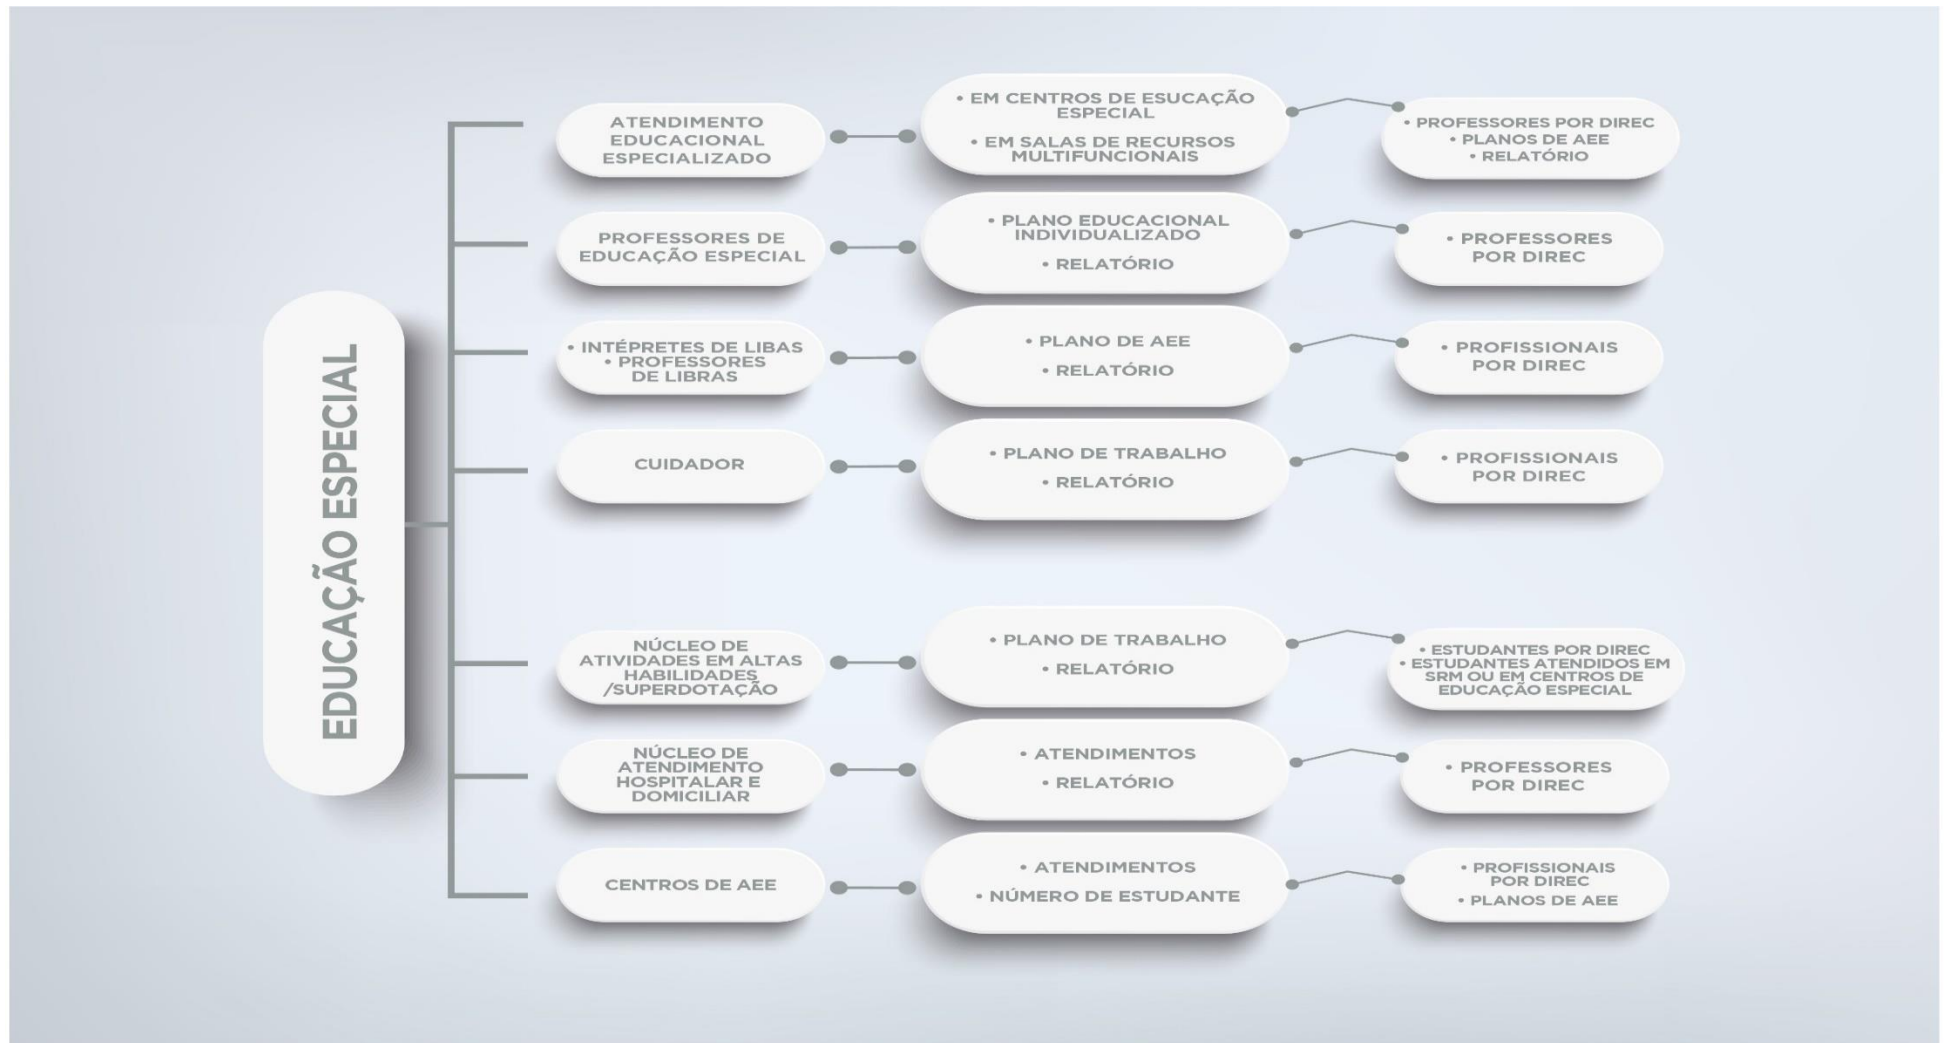 EDUCAÇÃO ESPECIAL
ATENDIMENTO
EDUCACIONAL
ESPECIALIZADO
• EM CENTROS DE ESUCAÇÃO
ESPECIAL
• EM SALAS DE RECURSOS
MULTIFUNCIONAIS
• PROFESSORES POR DIREC
• PLANOS DE AEE
• RELATÓRIO
PROFESSORES DE
EDUCAÇÃO ESPECIAL
• PLANO EDUCACIONAL
INDIVIDUALIZADO
• RELATÓRIO
• PROFESSORES
POR DIREC
• INTÉPRETES DE LIBAS
• PROFESSORES
DE LIBRAS
• PLANO DE AEE
• RELATÓRIO
• PROFISSIONAIS
POR DIREC
CUIDADOR
• PLANO DE TRABALHO
• RELATÓRIO
• PROFISSIONAIS
POR DIREC
NÚCLEO DE
ATIVIDADES EM ALTAS
HABILIDADES
/SUPERDOTAÇÃO
• PLANO DE TRABALHO
• RELATÓRIO
• ESTUDANTES POR DIREC
• ESTUDANTES ATENDIDOS EM
SRM OU EM CENTROS DE
EDUCAÇÃO ESPECIAL
NÚCLEO DE
ATENDIMENTO
HOSPITALAR E
DOMICILIAR
• ATENDIMENTOS
• RELATÓRIO
• PROFESSORES
POR DIREC
CENTROS DE AEE
• ATENDIMENTOS
• NÚMERO DE ESTUDANTE
• PROFISSIONAIS
POR DIREC
• PLANOS DE AEE